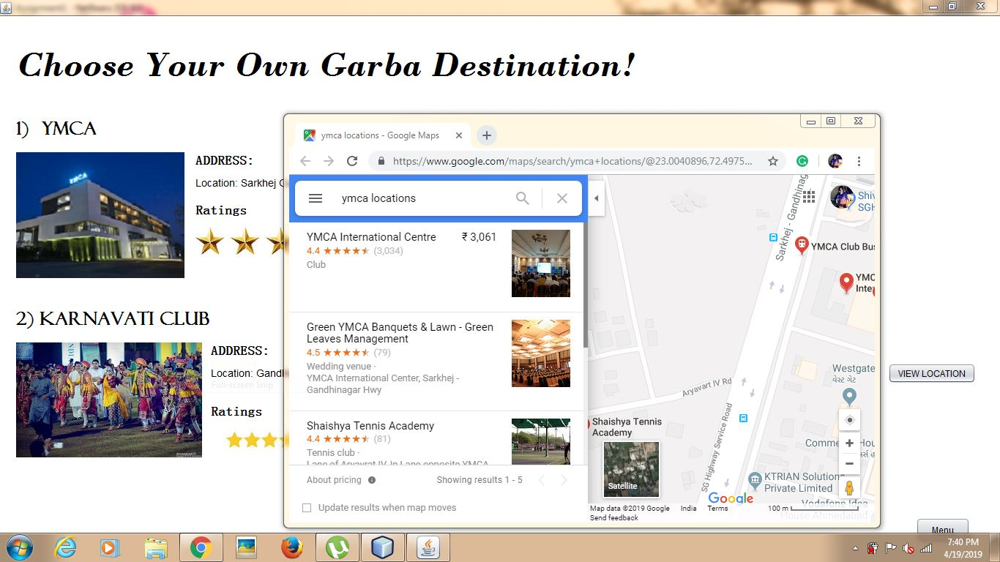 Choose Your Own Garba Destination!
1) YMCA
YMCA
ADDRESS:
Location: Sarkhej
Ratings
2) KARNAVATI CLUB
ADDRESS:
Location:
Full-screen Snip
Ratings
ymca locations - Google Maps
https://www.google.com/maps/search/ymca+locations/@23.0040896,72.4975...
ymca locations
YMCA International Centre ₹ 3,061
4.4 (3,034)
Club
Green YMCA Banquets & Lawn - Green
Leaves Management
4.5 (79)
Wedding venue ·
YMCA International Center, Sarkhej -
Gandhinagar Hwy
Shaishya Tennis Academy
4.4 (81)
Tennis club ·
Lane of Aryavrat IV, In Lane opposite YMCA
About pricing
Showing results 1 - 5
Update results when map moves
Sarkhej - Gandhinag
Shiv
SGH
YMCA Club Bus
YMC
Inte
Westgate
વેસ્ટ ગેટ
Aryavart IV Rd
Shaishya Tennis
Academy
SG Highway Service Road
KTRIAN Solutions
Private Limited
Vodafone Idea
House Ahmedabad
Satellite
Google
Map data ©2019 Google India Terms 100 m
Send feedback
VIEW LOCATION
Menu
7:40 PM
4/19/2019